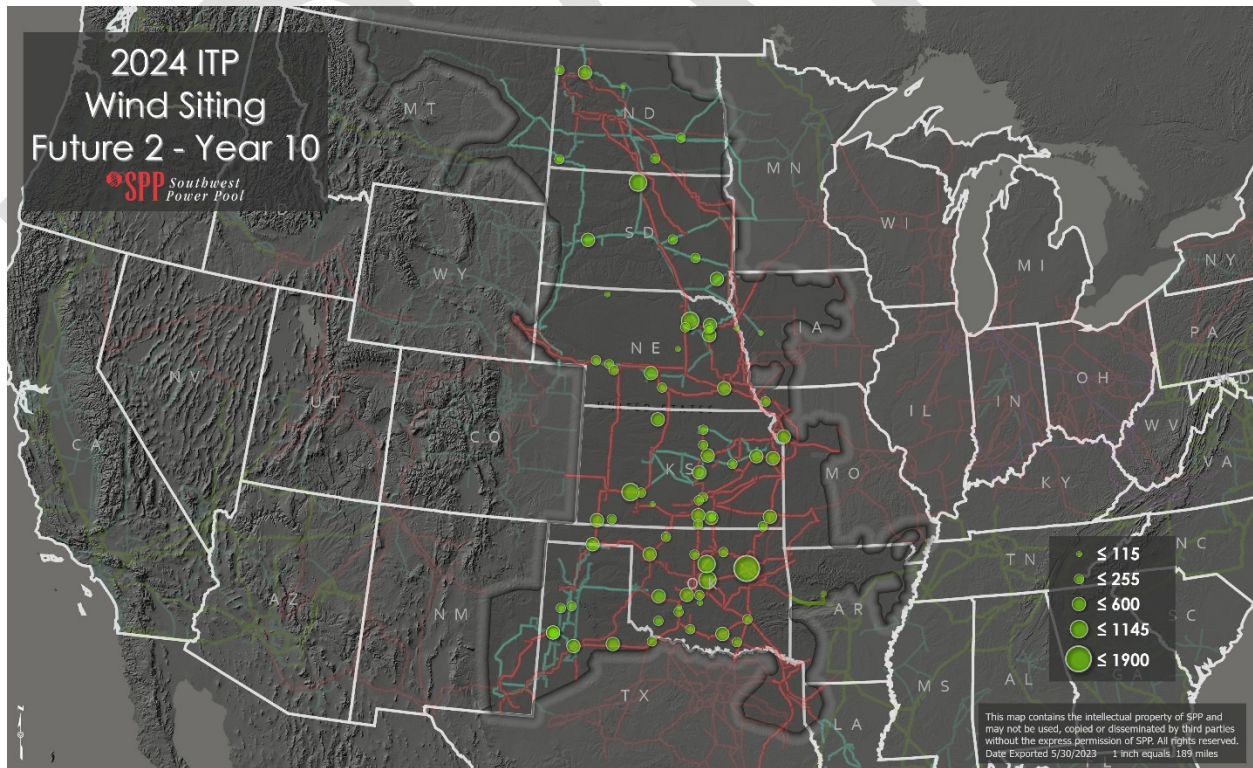 2024 ITP
Wind Siting
Future 2 - Year 10
SPP Southwest
Power Pool
MT
ND
MN
SD
WI
WY
MI
NY
IA
NE
PA
NV
UT
OH
IL
IN
CA
CO
WV
VA
KS
MO
KY
TN
NC
OK
AZ
NM
AR
SC
TX
MS
AL
GA
LA
≤ 115
≤ 255
≤ 600
≤ 1145
≤ 1900
This map contains the intellectual property of SPP and
may not be used, copied or disseminated by third parties
without the express permission of SPP. All rights reserved.
Date Exported 5/30/2023 1 inch equals 189 miles